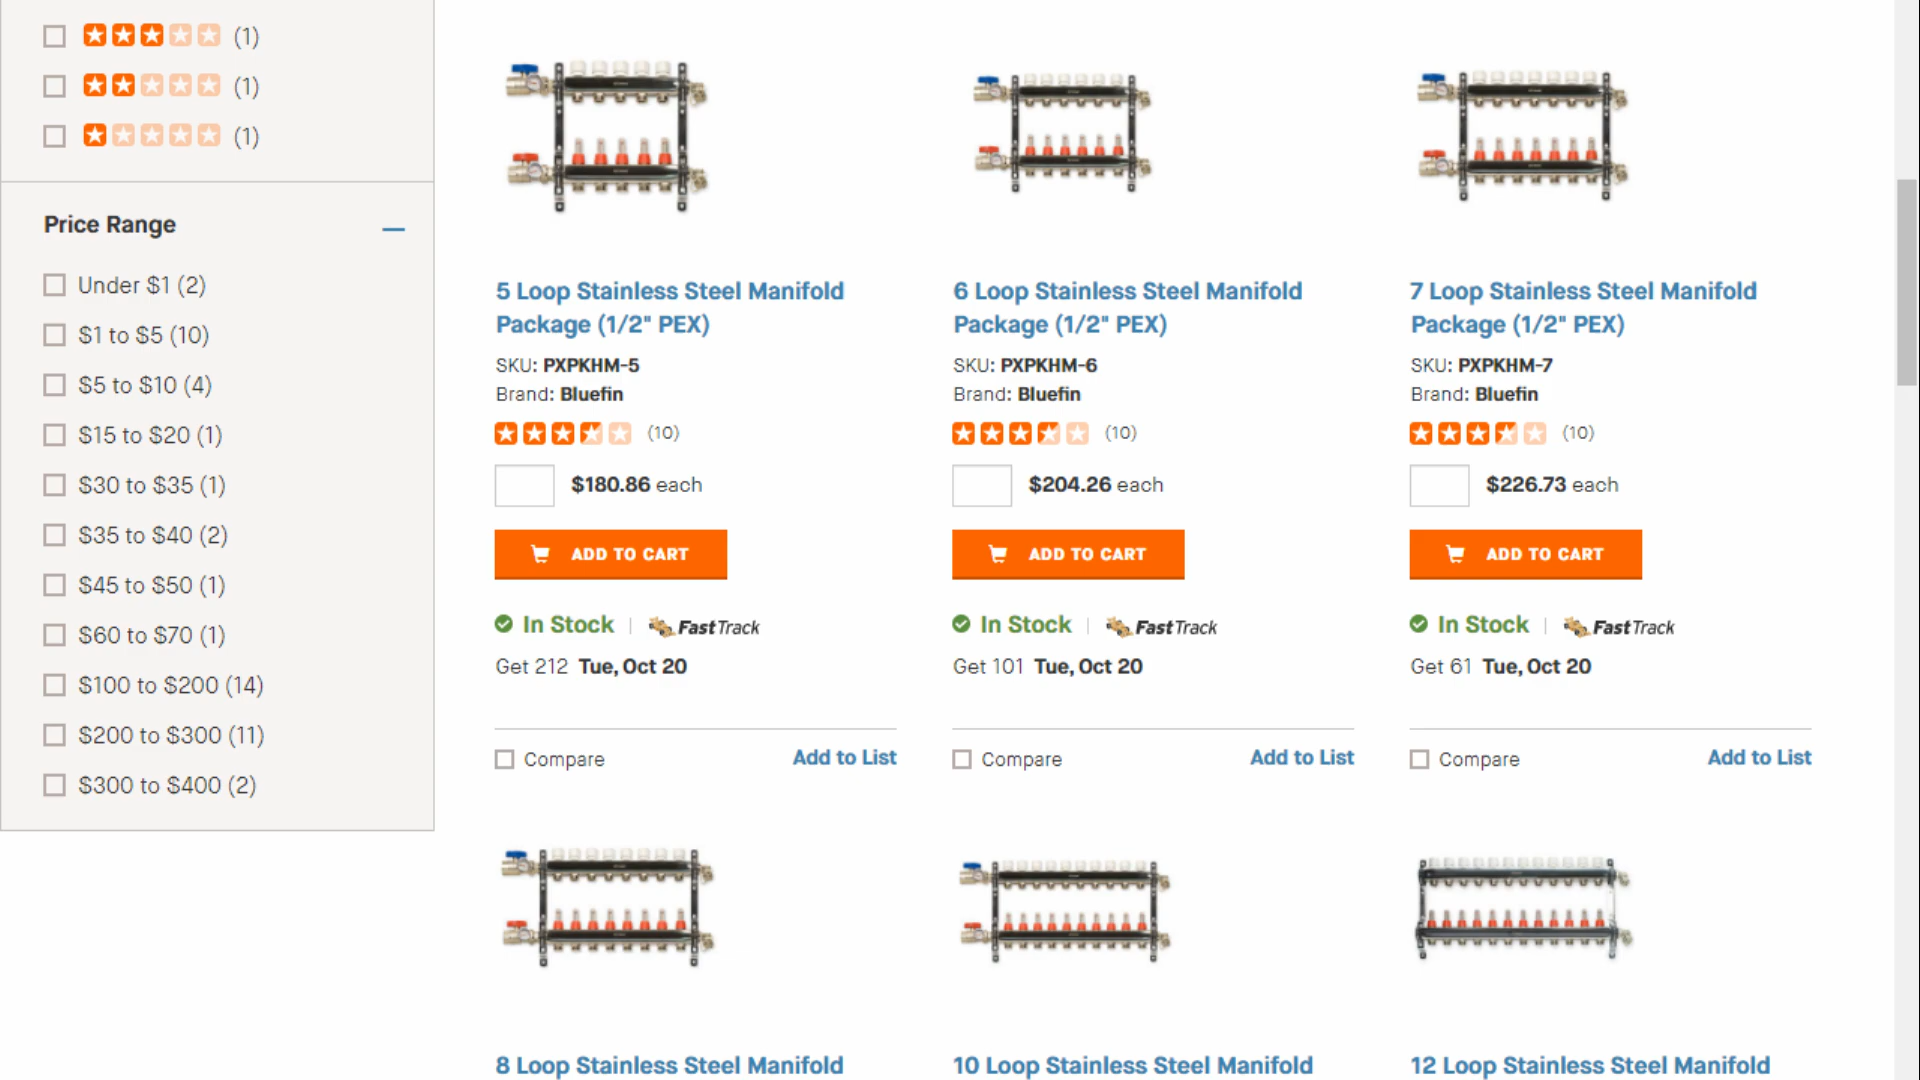 (1)
(1)
(1)
Price Range
Under $1 (2)
$1 to $5 (10)
$5 to $10 (4)
$15 to $20 (1)
$30 to $35 (1)
$35 to $40 (2)
$45 to $50 (1)
$60 to $70 (1)
$100 to $200 (14)
$200 to $300 (11)
$300 to $400 (2)
5 Loop Stainless Steel Manifold
Package (1/2" PEX)
SKU: PXPKHM-5
Brand: Bluefin
(10)
$180.86 each
ADD TO CART
In Stock | FastTrack
Get 212 Tue, Oct 20
Compare Add to List
6 Loop Stainless Steel Manifold
Package (1/2" PEX)
SKU: PXPKHM-6
Brand: Bluefin
(10)
$204.26 each
ADD TO CART
In Stock | FastTrack
Get 101 Tue, Oct 20
Compare Add to List
7 Loop Stainless Steel Manifold
Package (1/2" PEX)
SKU: PXPKHM-7
Brand: Bluefin
(10)
$226.73 each
ADD TO CART
In Stock | FastTrack
Get 61 Tue, Oct 20
Compare Add to List
8 Loop Stainless Steel Manifold
10 Loop Stainless Steel Manifold
12 Loop Stainless Steel Manifold